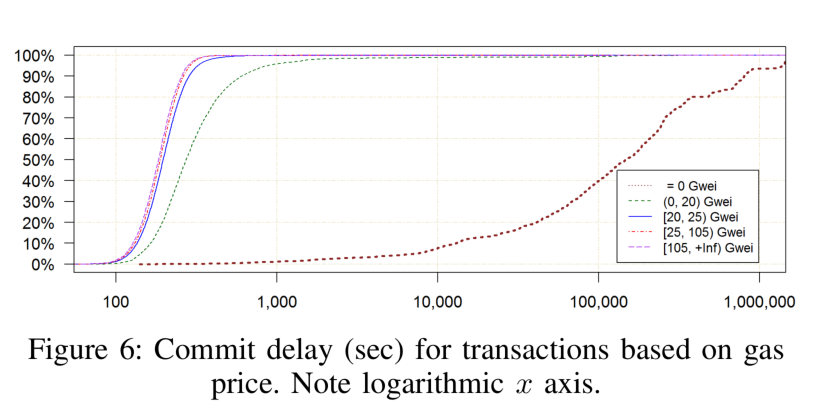 100%
90%
80%
70%
60%
50%
40%
30%
20%
10%
0%
= 0 Gwei
(0, 20) Gwei
[20, 25) Gwei
[25, 105) Gwei
[105, +Inf) Gwei
100 1,000 10,000 100,000 1,000,000
Figure 6: Commit delay (sec) for transactions based on gas
price. Note logarithmic x axis.